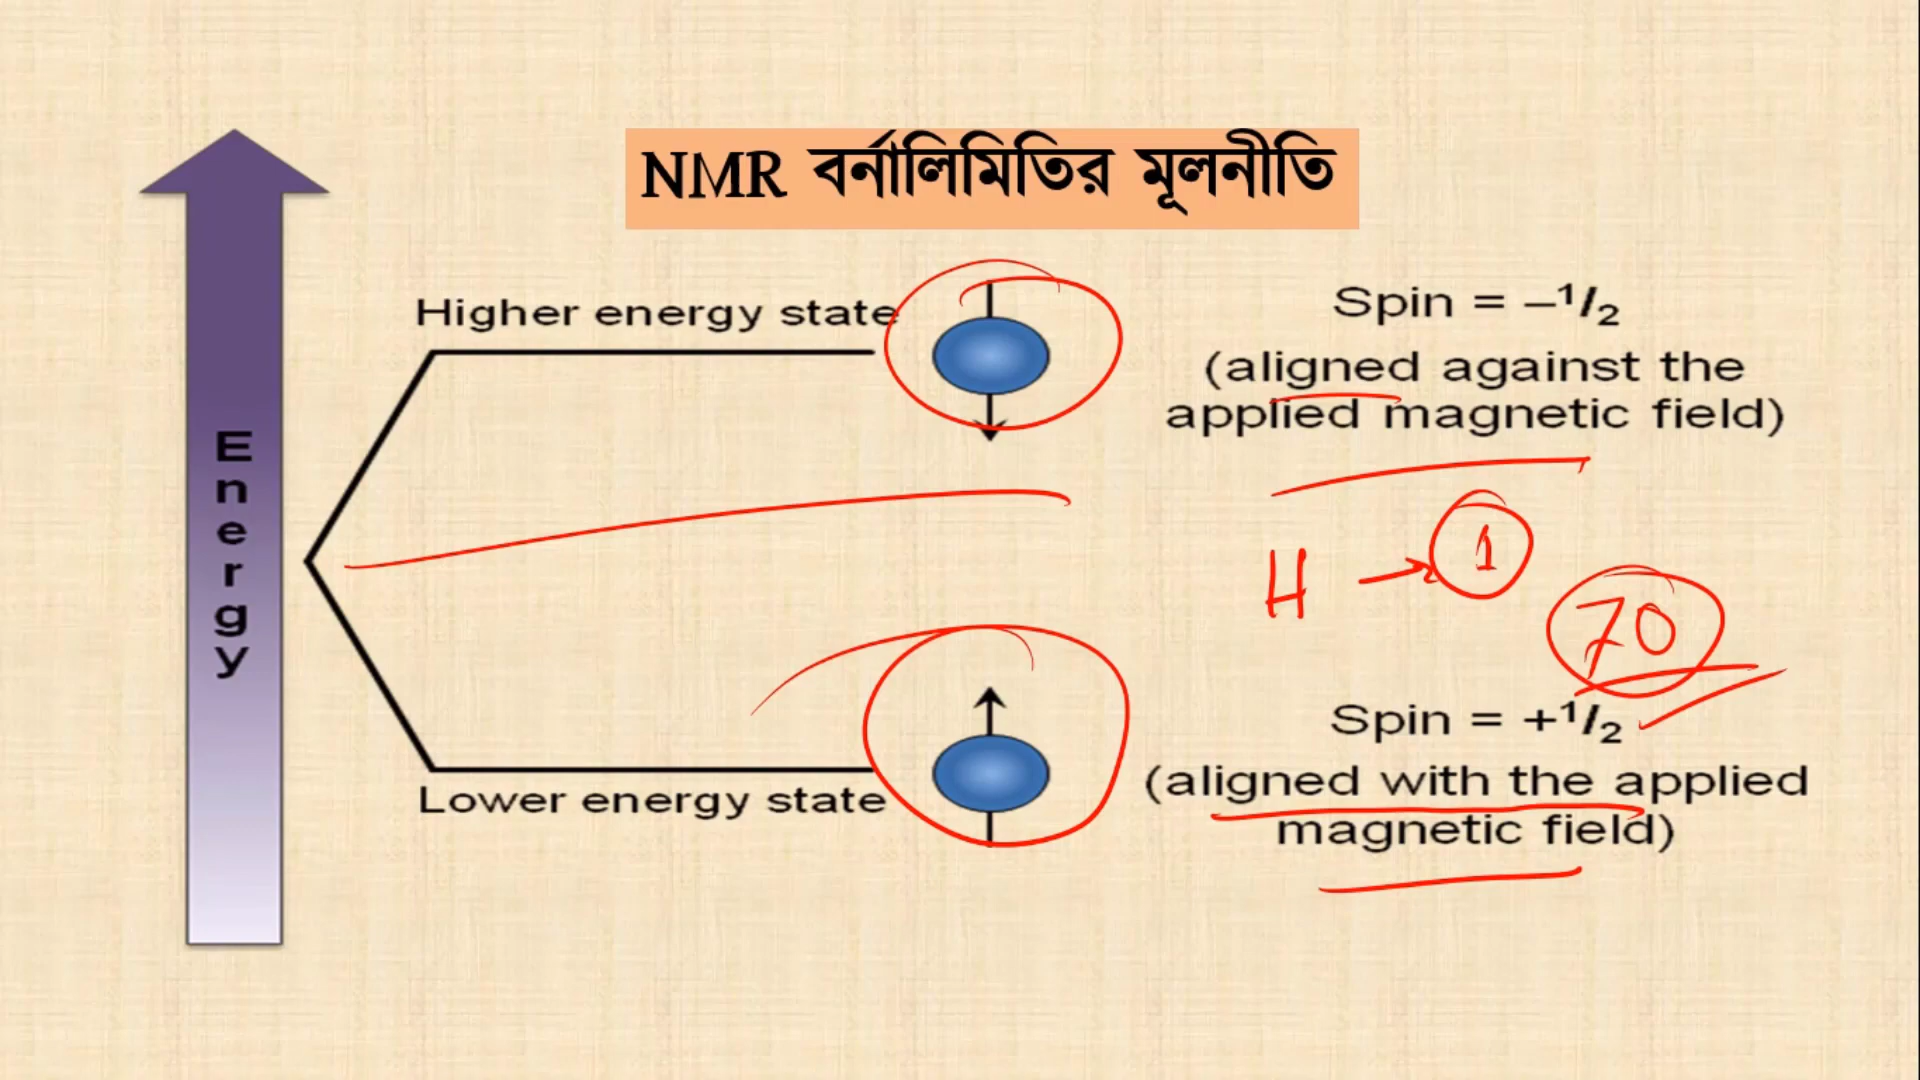 NMR বর্নালিমিতির মূলনীতি
Energy
Higher energy state
Spin = –1/2
(aligned against the
applied magnetic field)
H → 1
70
Spin = +1/2
(aligned with the applied
magnetic field)
Lower energy state